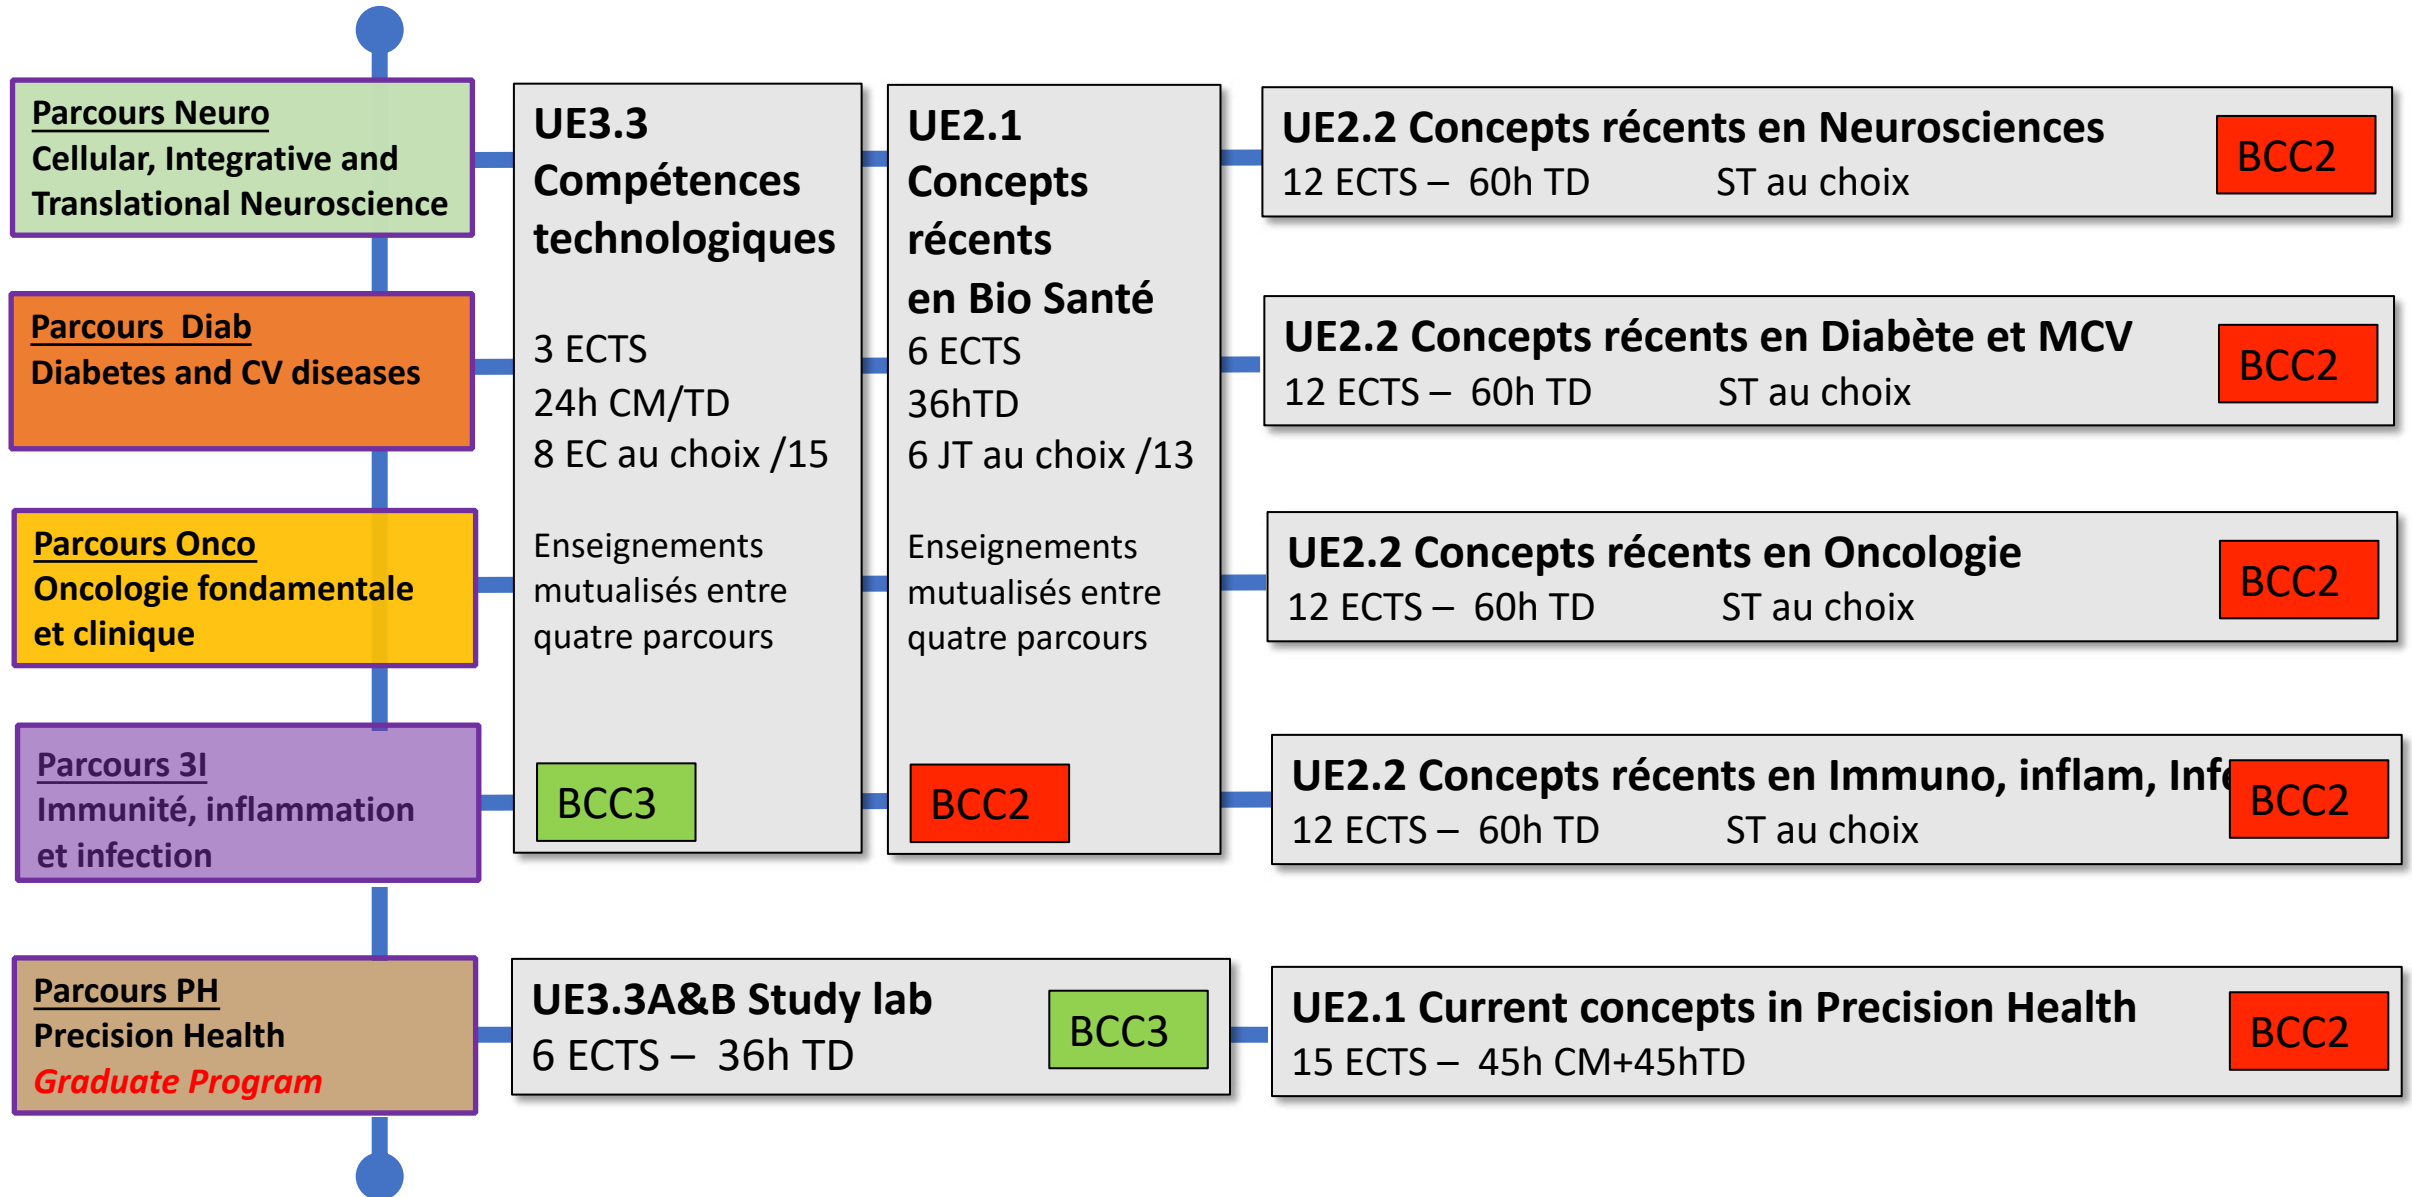 Parcours Neuro
Cellular, Integrative and
Translational Neuroscience
UE3.3
Compétences
technologiques
3 ECTS
24h CM/TD
8 EC au choix /15
Enseignements
mutualisés entre
quatre parcours
BCC3
UE2.1
Concepts
récents
en Bio Santé
6 ECTS
36hTD
6 JT au choix /13
Enseignements
mutualisés entre
quatre parcours
BCC2
UE2.2 Concepts récents en Neurosciences
12 ECTS – 60h TD ST au choix
BCC2
Parcours Diab
Diabetes and CV diseases
UE2.2 Concepts récents en Diabète et MCV
12 ECTS – 60h TD ST au choix
BCC2
Parcours Onco
Oncologie fondamentale
et clinique
UE2.2 Concepts récents en Oncologie
12 ECTS – 60h TD ST au choix
BCC2
Parcours 3I
Immunité, inflammation
et infection
UE2.2 Concepts récents en Immuno, inflam,
12 ECTS – 60h TD ST au choix
BCC2
Parcours PH
Precision Health
Graduate Program
UE3.3A&B Study lab
6 ECTS – 36h TD
BCC3
UE2.1 Current concepts in Precision Health
15 ECTS – 45h CM+45hTD
BCC2